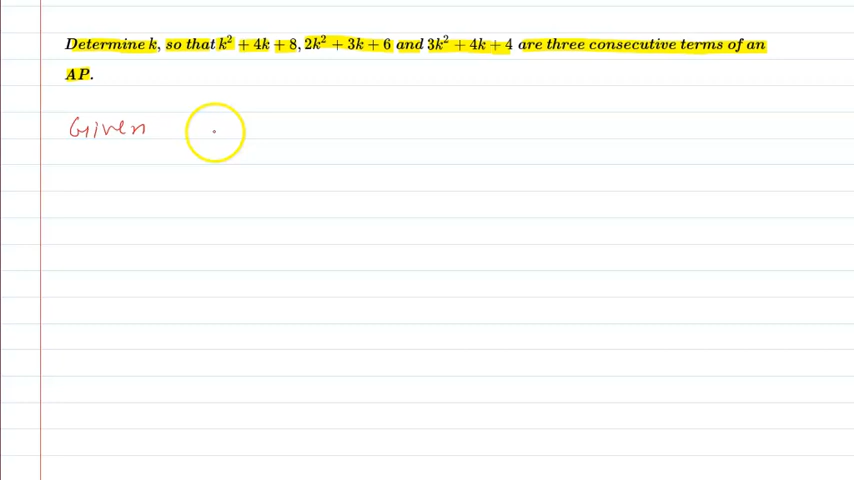 Determine k, so that k² + 4k + 8, 2k² + 3k + 6 and 3k² + 4k + 4 are three consecutive terms of an
AP.
Given